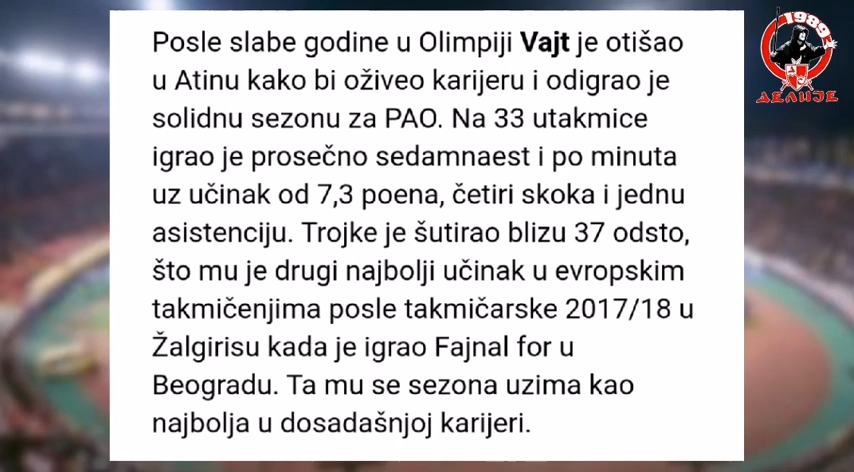 1989
ДЕЛИЈЕ
Posle slabe godine u Olimpiji Vajt je otišao
u Atinu kako bi oživeo karijeru i odigrao je
solidnu sezonu za PAO. Na 33 utakmice
igrao je prosečno sedamnaest i po minuta
uz učinak od 7,3 poena, četiri skoka i jednu
asistenciju. Trojke je šutirao blizu 37 odsto,
što mu je drugi najbolji učinak u evropskim
takmičenjima posle takmičarske 2017/18 u
Žalgirisu kada je igrao Fajnal for u
Beogradu. Ta mu se sezona uzima kao
najbolja u dosadašnjoj karijeri.